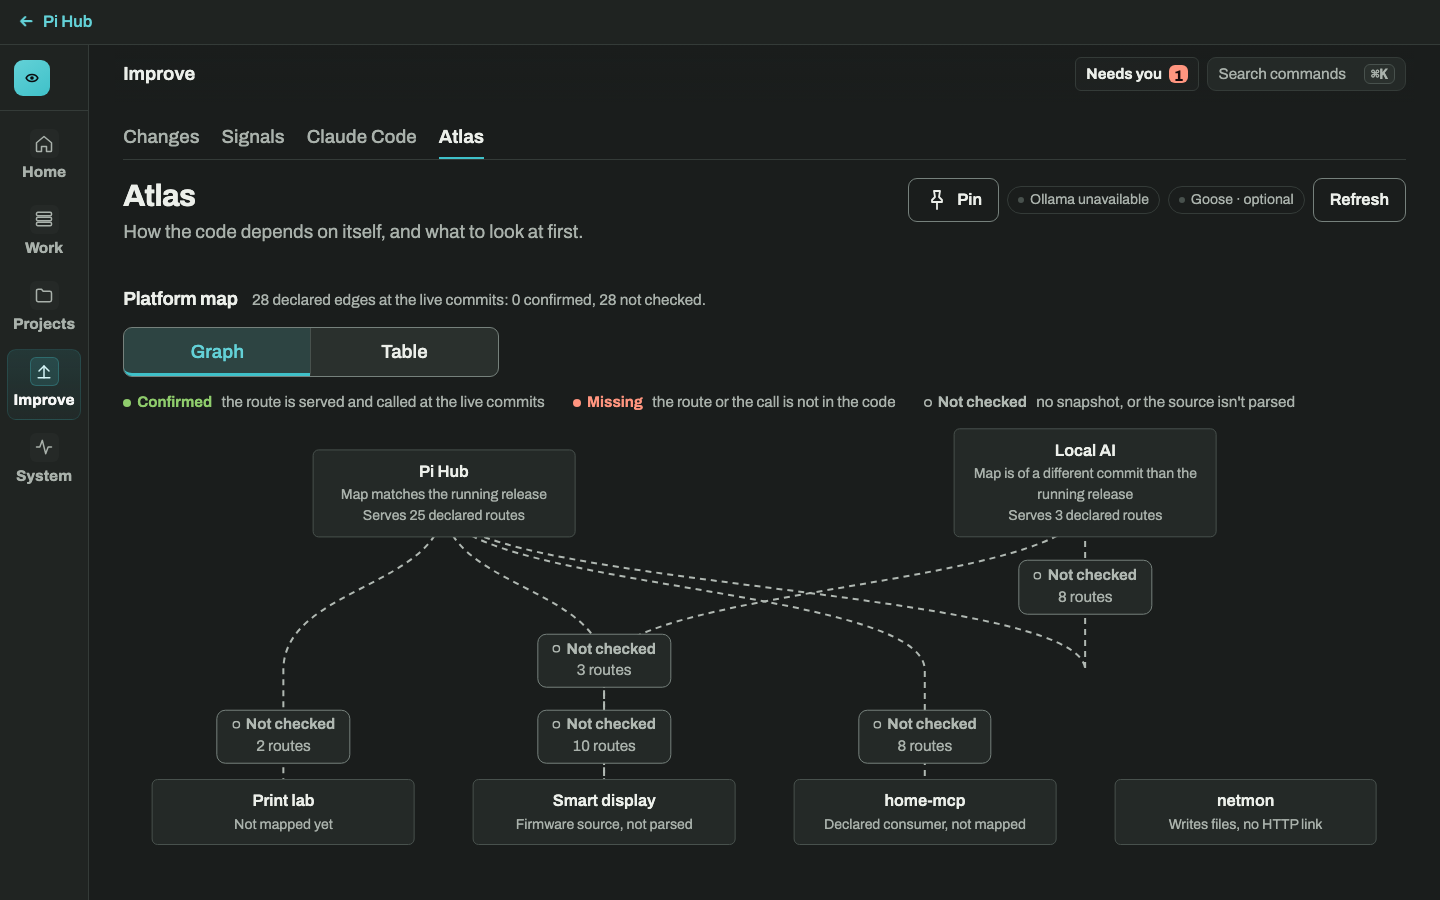 Pi Hub
Improve
Needs you 1
Search commands ⌘K
Home
Work
Projects
Improve
System
Changes Signals Claude Code Atlas
Atlas
How the code depends on itself, and what to look at first.
Pin
Ollama unavailable
Goose · optional
Refresh
Platform map 28 declared edges at the live commits: 0 confirmed, 28 not checked.
Graph Table
Confirmed the route is served and called at the live commits
Missing the route or the call is not in the code
Not checked no snapshot, or the source isn't parsed
Pi Hub
Map matches the running release
Serves 25 declared routes
Local AI
Map is of a different commit than the
running release
Serves 3 declared routes
Not checked
8 routes
Not checked
3 routes
Not checked
2 routes
Not checked
10 routes
Not checked
8 routes
Print lab
Not mapped yet
Smart display
Firmware source, not parsed
home-mcp
Declared consumer, not mapped
netmon
Writes files, no HTTP link